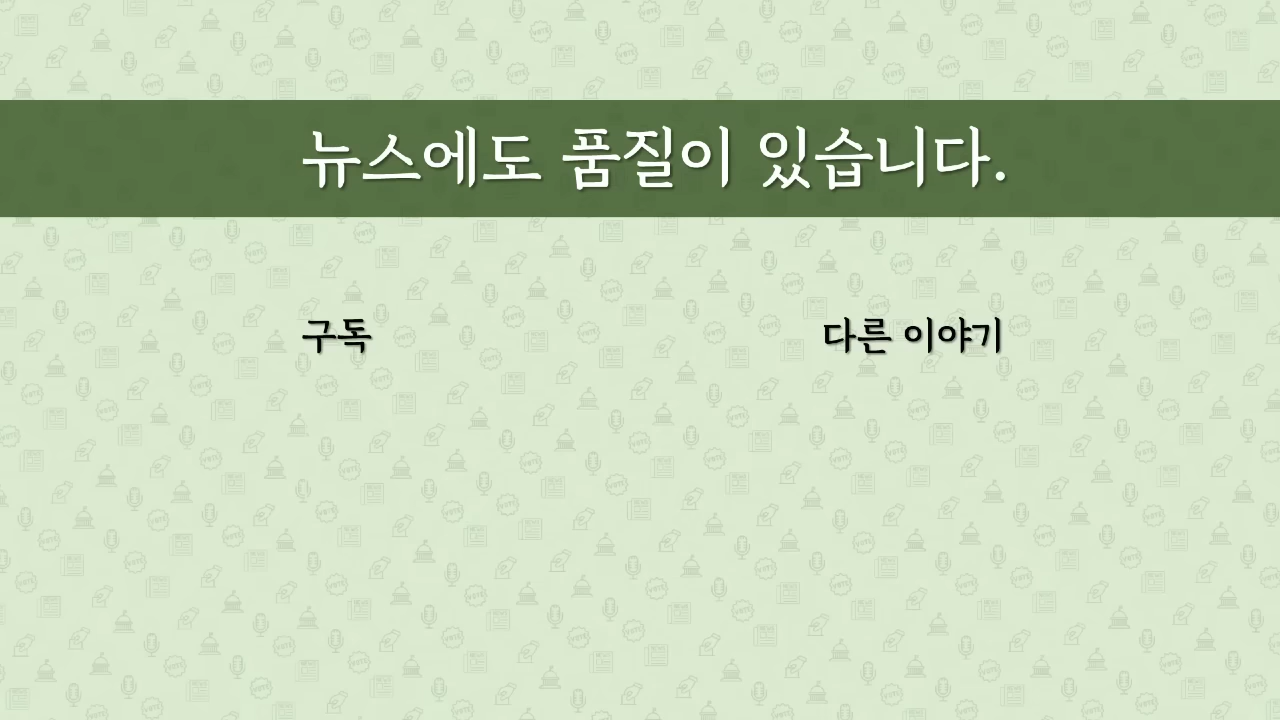 뉴스에도 품질이 있습니다.
구독
다른 이야기